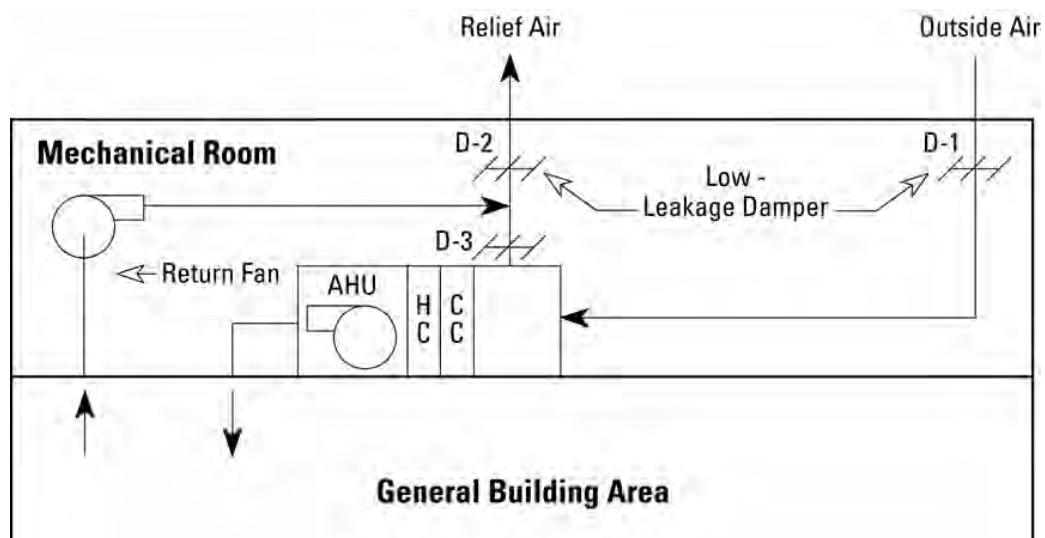 Relief Air
Outside Air
Mechanical Room
D-2
D-1
Low -
Leakage Damper
D-3
Return Fan
AHU
H
C
C
C
General Building Area